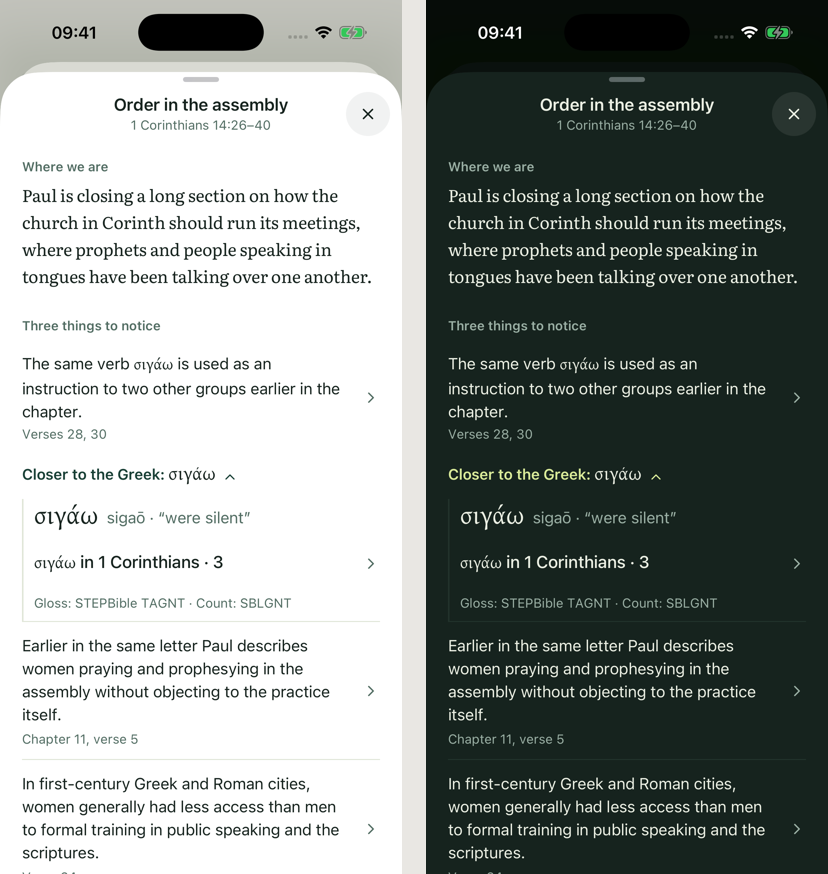 09:41
Order in the assembly
1 Corinthians 14:26–40
Where we are
Paul is closing a long section on how the
church in Corinth should run its meetings,
where prophets and people speaking in
tongues have been talking over one another.
Three things to notice
The same verb σιγάω is used as an
instruction to two other groups earlier in the
chapter.
Verses 28, 30
Closer to the Greek: σιγάω
σιγάω sigaō · “were silent”
σιγάω in 1 Corinthians · 3
Gloss: STEPBible TAGNT · Count: SBLGNT
Earlier in the same letter Paul describes
women praying and prophesying in the
assembly without objecting to the practice
itself.
Chapter 11, verse 5
In first-century Greek and Roman cities,
women generally had less access than men
to formal training in public speaking and the
scriptures.
09:41
Order in the assembly
1 Corinthians 14:26–40
Where we are
Paul is closing a long section on how the
church in Corinth should run its meetings,
where prophets and people speaking in
tongues have been talking over one another.
Three things to notice
The same verb σιγάω is used as an
instruction to two other groups earlier in the
chapter.
Verses 28, 30
Closer to the Greek: σιγάω
σιγάω sigaō · “were silent”
σιγάω in 1 Corinthians · 3
Gloss: STEPBible TAGNT · Count: SBLGNT
Earlier in the same letter Paul describes
women praying and prophesying in the
assembly without objecting to the practice
itself.
Chapter 11, verse 5
In first-century Greek and Roman cities,
women generally had less access than men
to formal training in public speaking and the
scriptures.